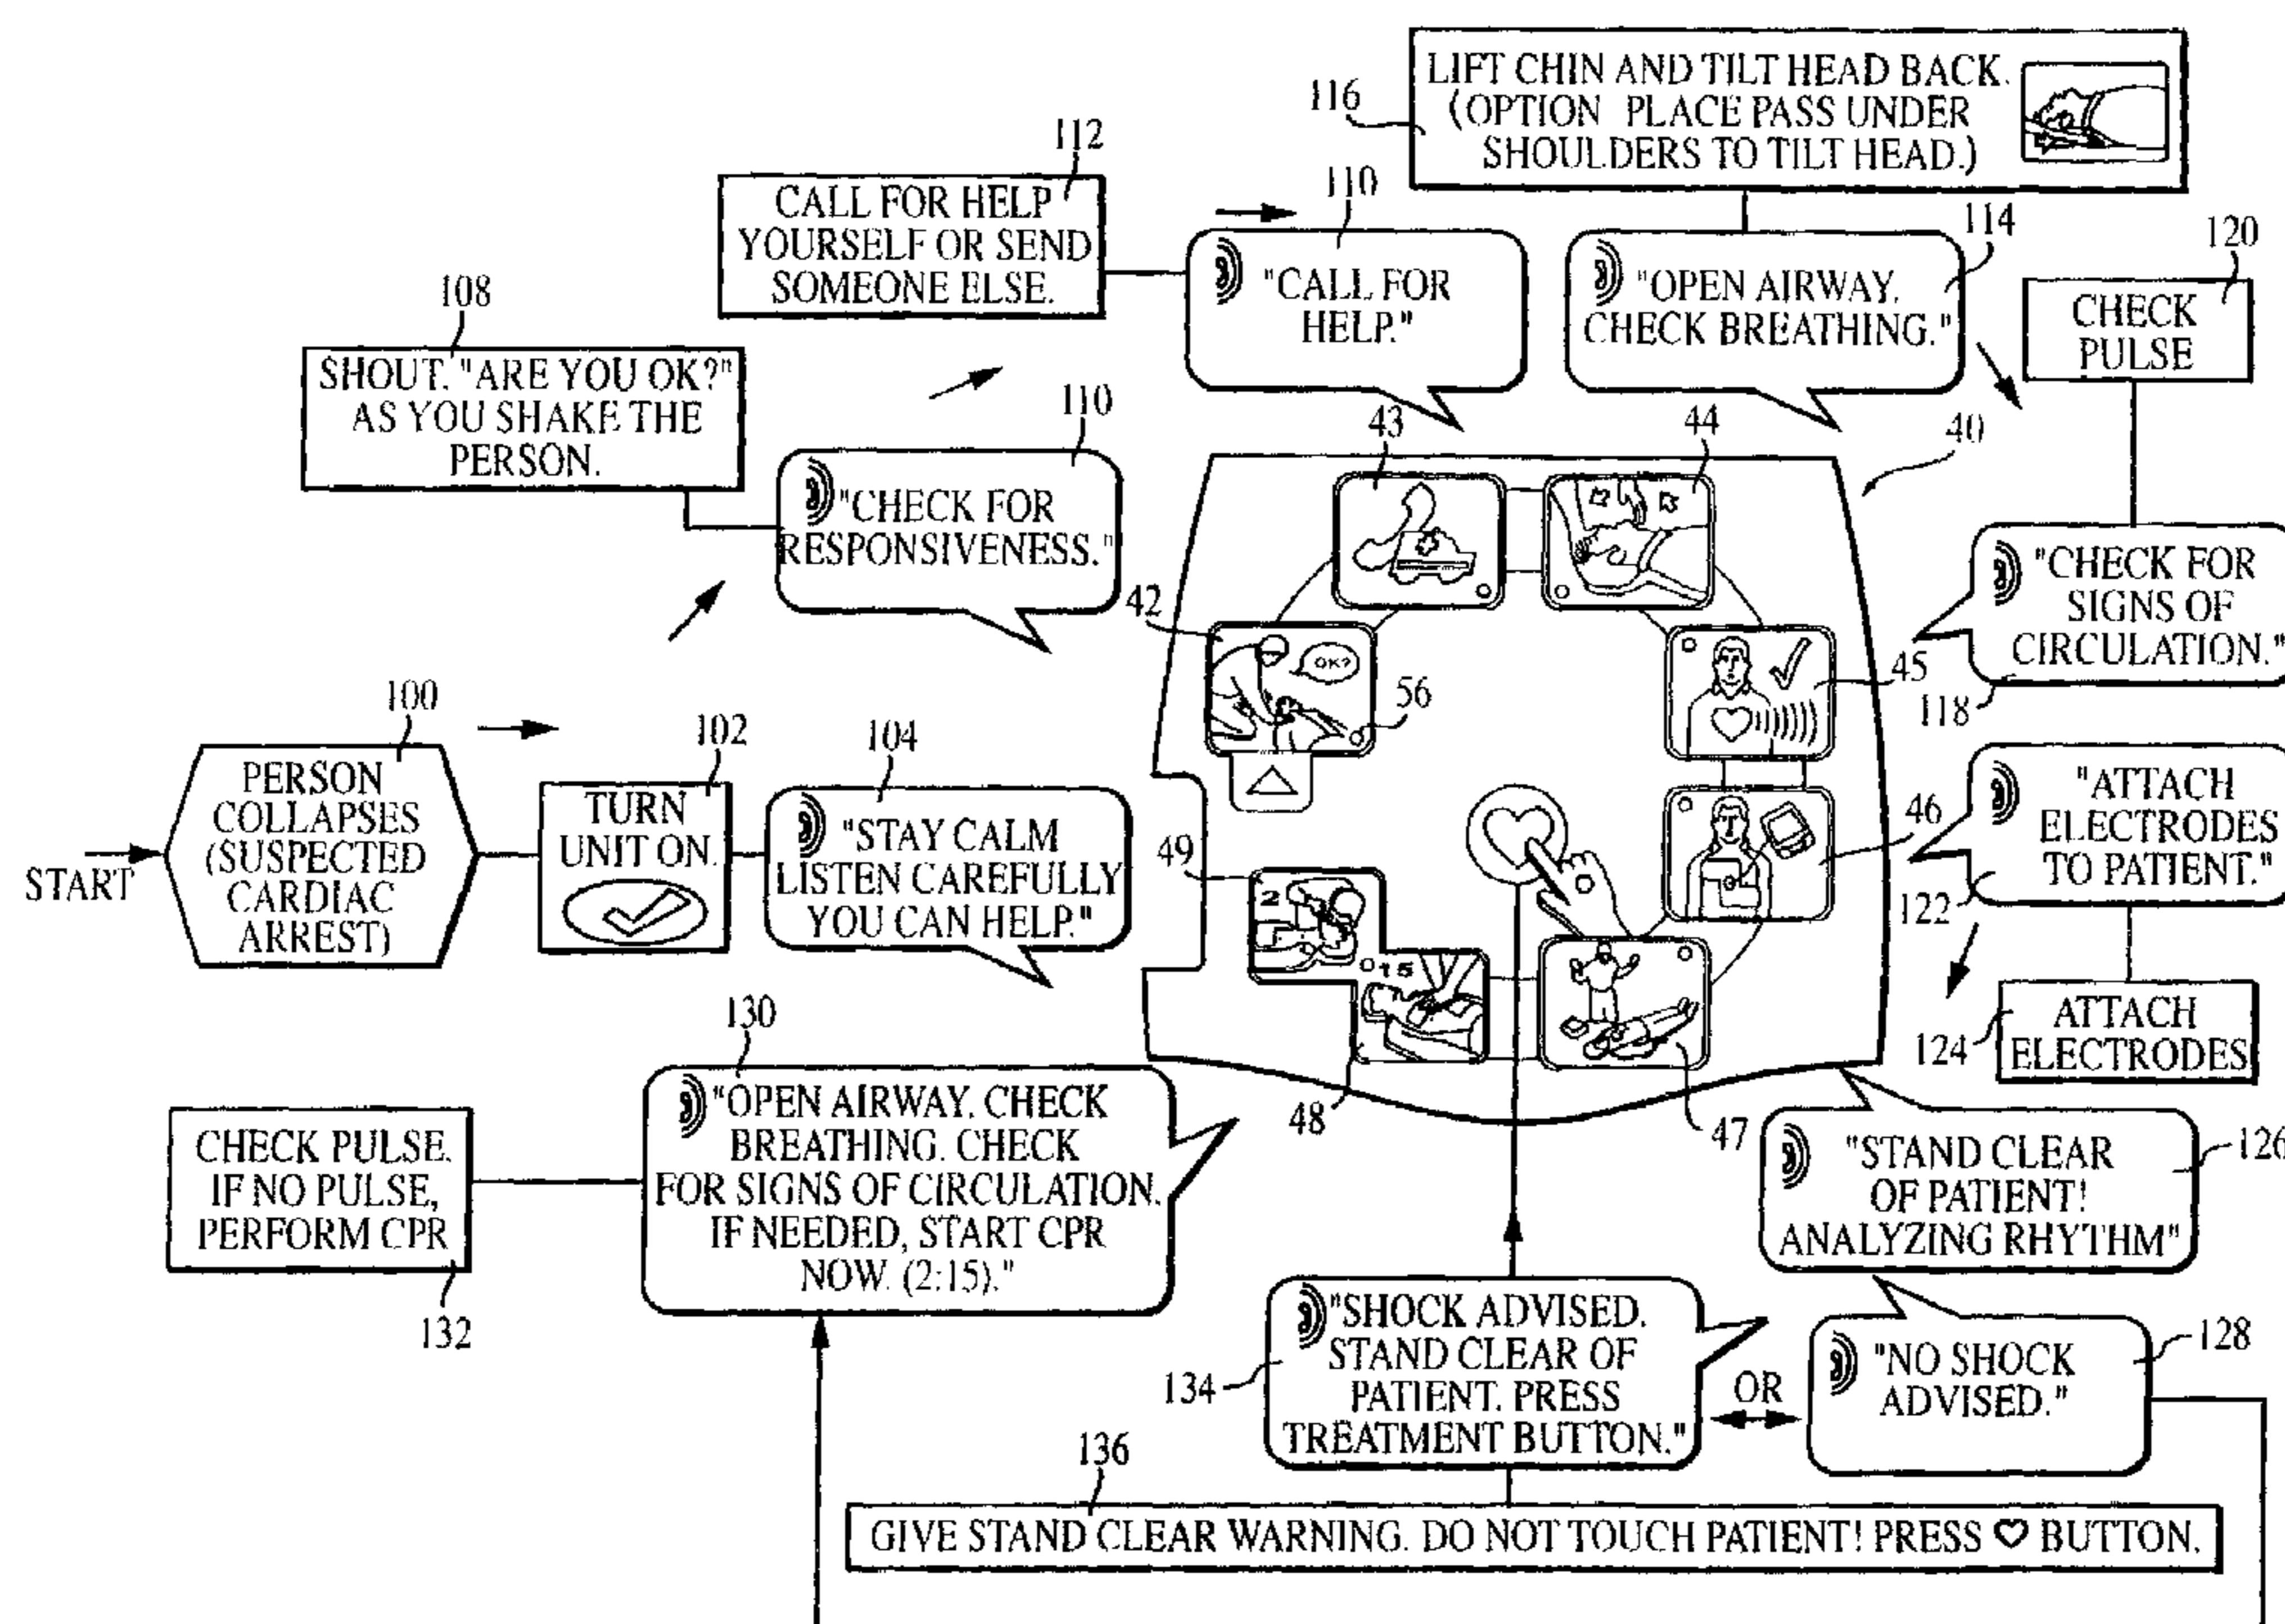 116
LIFT CHIN AND TILT HEAD BACK.
(OPTION PLACE PASS UNDER
SHOULDERS TO TILT HEAD.)
112
CALL FOR HELP
YOURSELF OR SEND
SOMEONE ELSE.
110
"CALL FOR
HELP."
114
"OPEN AIRWAY.
CHECK BREATHING."
120
CHECK
PULSE
108
SHOUT. "ARE YOU OK?"
AS YOU SHAKE THE
PERSON.
110
"CHECK FOR
RESPONSIVENESS."
43
44
40
42
OK?
56
45
"CHECK FOR
SIGNS OF
CIRCULATION."
118
START
100
PERSON
COLLAPSES
(SUSPECTED
CARDIAC
ARREST)
102
TURN
UNIT ON.
104
"STAY CALM
LISTEN CAREFULLY
YOU CAN HELP."
49
2
15
46
"ATTACH
ELECTRODES
TO PATIENT."
122
124
ATTACH
ELECTRODES
48
47
130
"OPEN AIRWAY. CHECK
BREATHING. CHECK
FOR SIGNS OF CIRCULATION.
IF NEEDED, START CPR
NOW. (2:15)."
CHECK PULSE.
IF NO PULSE,
PERFORM CPR
132
"STAND CLEAR
OF PATIENT!
ANALYZING RHYTHM"
126
134
"SHOCK ADVISED.
STAND CLEAR OF
PATIENT. PRESS
TREATMENT BUTTON."
OR
"NO SHOCK
ADVISED."
128
136
GIVE STAND CLEAR WARNING. DO NOT TOUCH PATIENT! PRESS ♡ BUTTON.